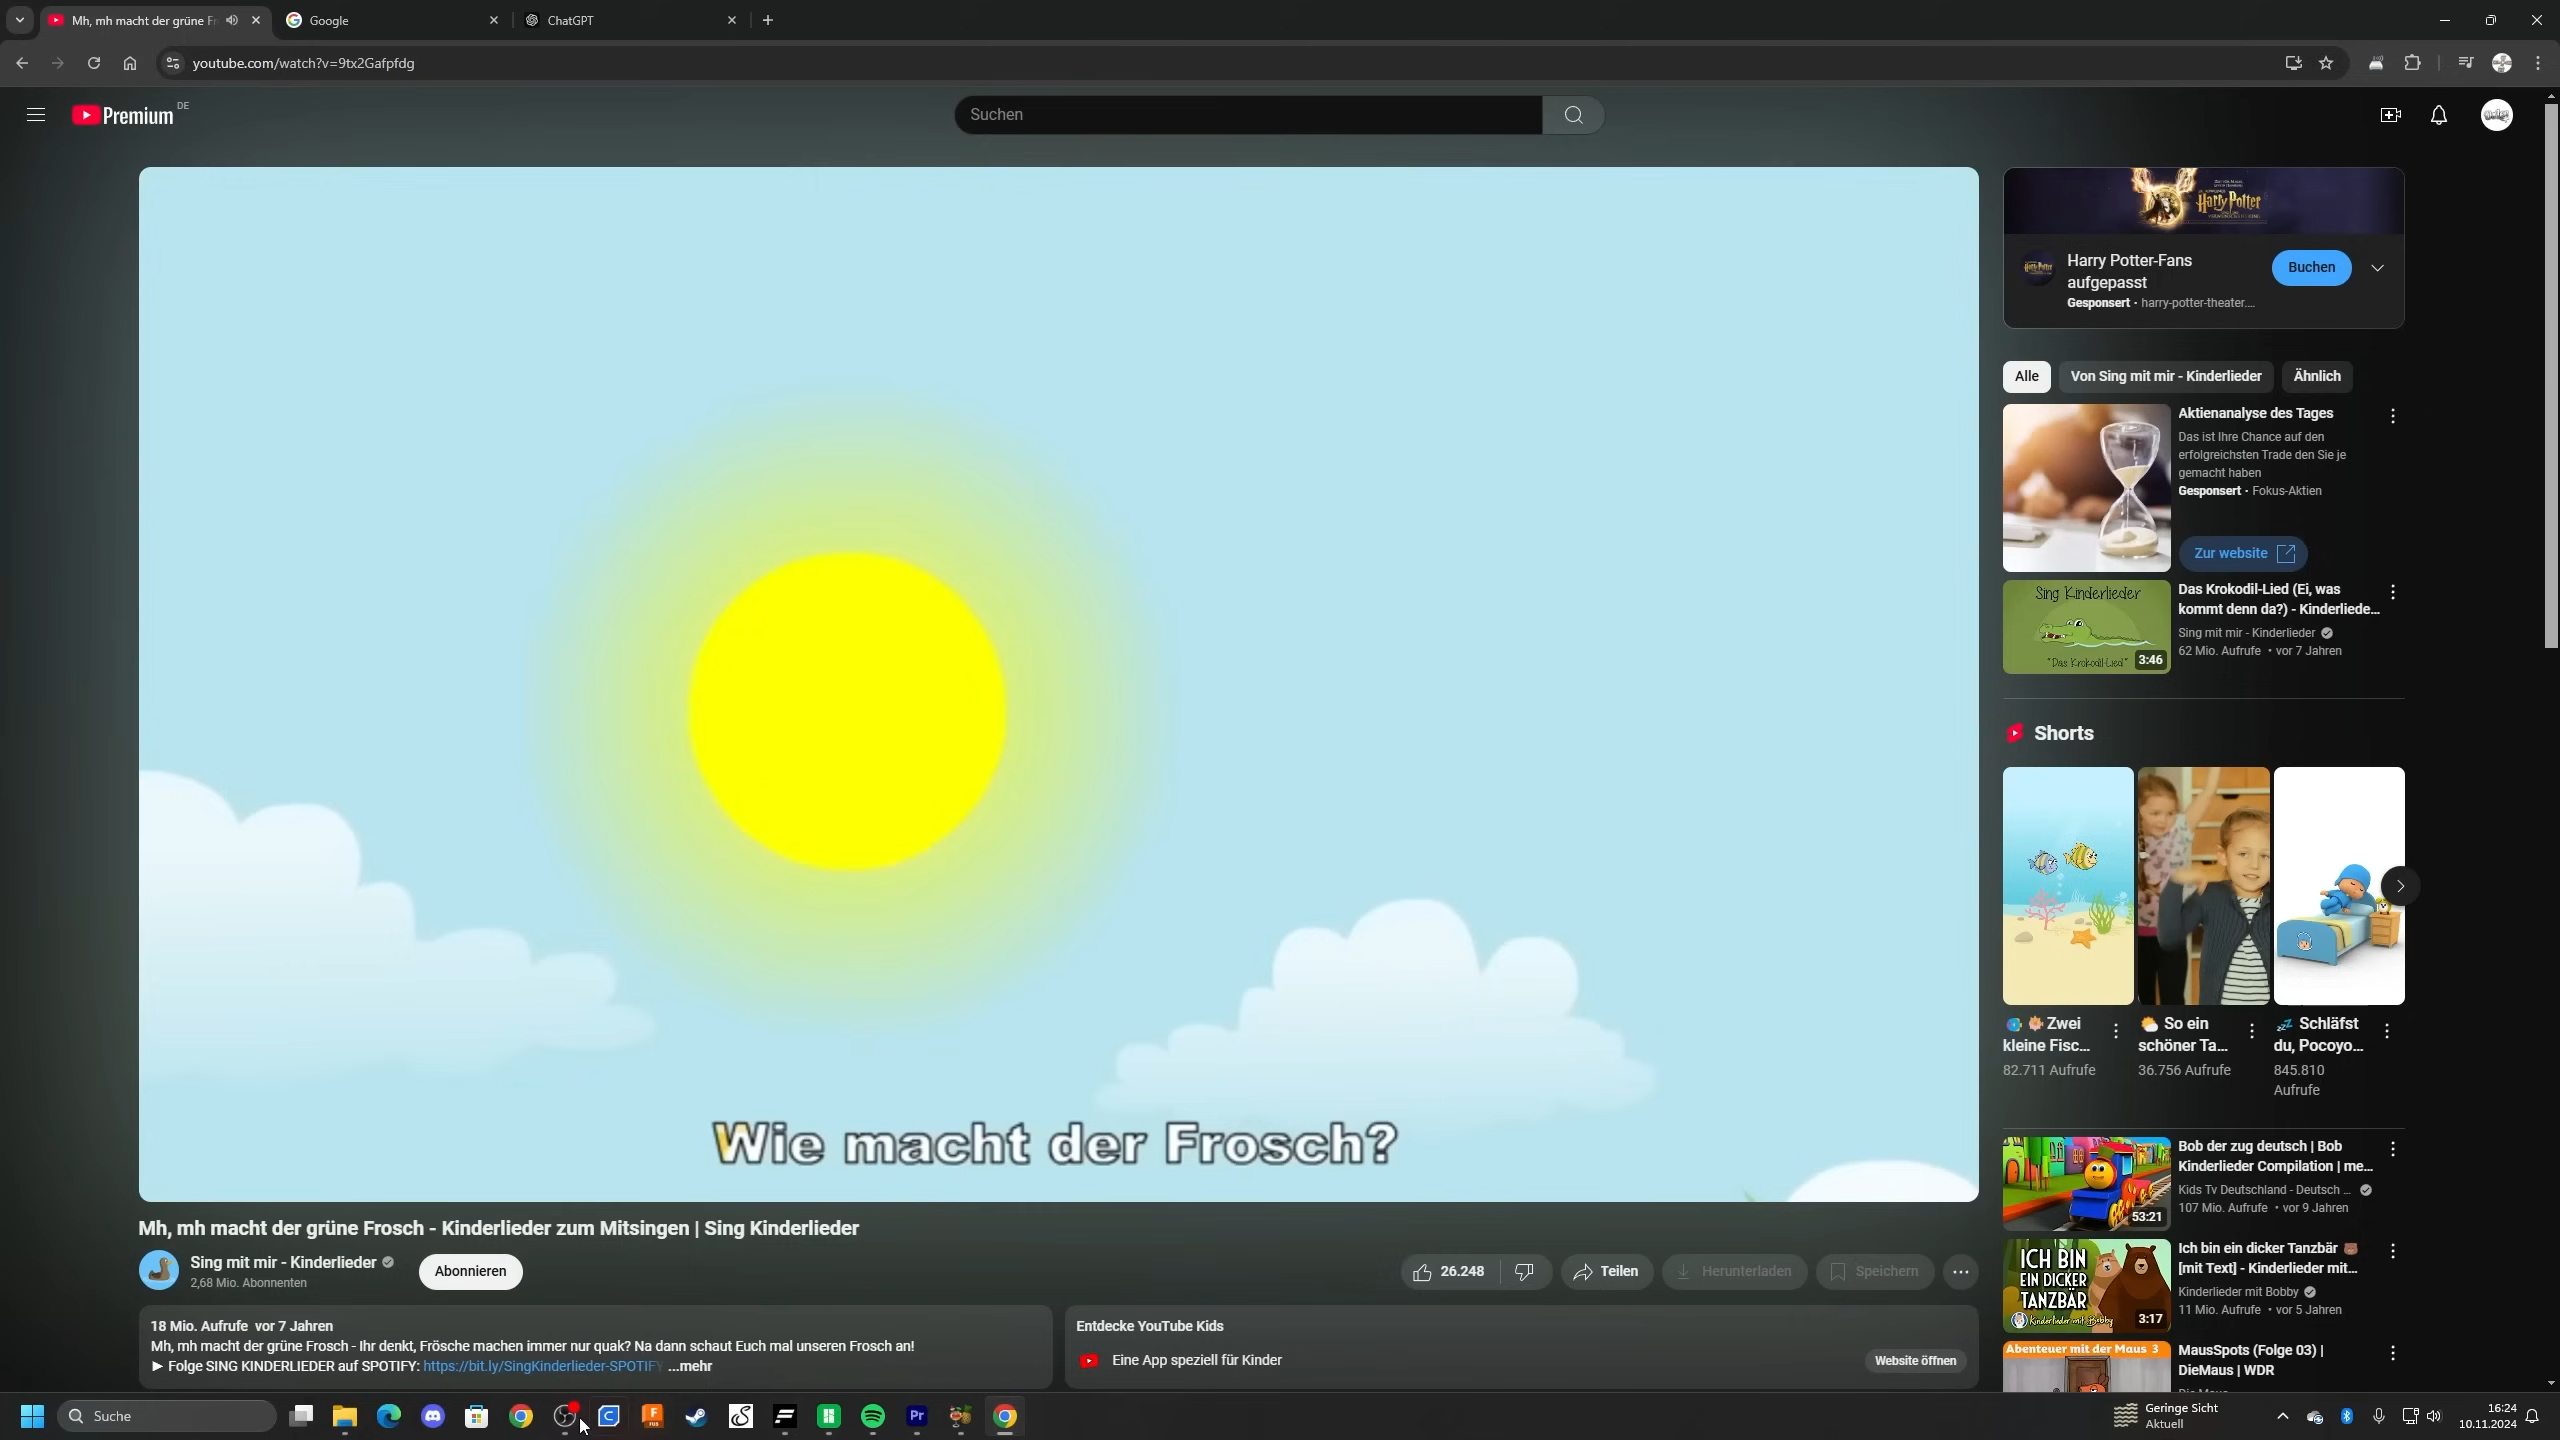 Mh, mh macht der grüne Fr
Google
ChatGPT
youtube.com/watch?v=9tx2Gafpfdg
Premium DE
Suchen
Wie macht der Frosch?
Mh, mh macht der grüne Frosch - Kinderlieder zum Mitsingen | Sing Kinderlieder
Sing mit mir - Kinderlieder
2,68 Mio. Abonnenten
Abonnieren
26.248
Teilen
Herunterladen
Speichern
18 Mio. Aufrufe vor 7 Jahren
Mh, mh macht der grüne Frosch - Ihr denkt, Frösche machen immer nur quak? Na dann schaut Euch mal unseren Frosch an!
► Folge SING KINDERLIEDER auf SPOTIFY: https://bit.ly/SingKinderlieder-SPOTIFY ...mehr
Entdecke YouTube Kids
Eine App speziell für Kinder
Website öffnen
Harry Potter
Harry Potter-Fans
aufgepasst
Gesponsert · harry-potter-theater....
Buchen
Alle
Von Sing mit mir - Kinderlieder
Ähnlich
Aktienanalyse des Tages
Das ist Ihre Chance auf den
erfolgreichsten Trade den Sie je
gemacht haben
Gesponsert · Fokus-Aktien
Zur website
Sing Kinderlieder
"Das Krokodil-Lied"
3:46
Das Krokodil-Lied (Ei, was
kommt denn da?) - Kinderliede...
Sing mit mir - Kinderlieder
62 Mio. Aufrufe • vor 7 Jahren
Shorts
Zwei
kleine Fisc...
82.711 Aufrufe
So ein
schöner Ta...
36.756 Aufrufe
💤 Schläfst
du, Pocoyo...
845.810
Aufrufe
53:21
Bob der zug deutsch | Bob
Kinderlieder Compilation | me...
Kids Tv Deutschland - Deutsch ...
107 Mio. Aufrufe • vor 9 Jahren
ICH BIN
EIN DICKER
TANZBÄR
Kinderlieder mit Bobby
3:17
Ich bin ein dicker Tanzbär
[mit Text] - Kinderlieder mit...
Kinderlieder mit Bobby
11 Mio. Aufrufe • vor 5 Jahren
Abenteuer mit der Maus 3
MausSpots (Folge 03) |
DieMaus | WDR
Suche
Pr
Geringe Sicht
Aktuell
16:24
10.11.2024